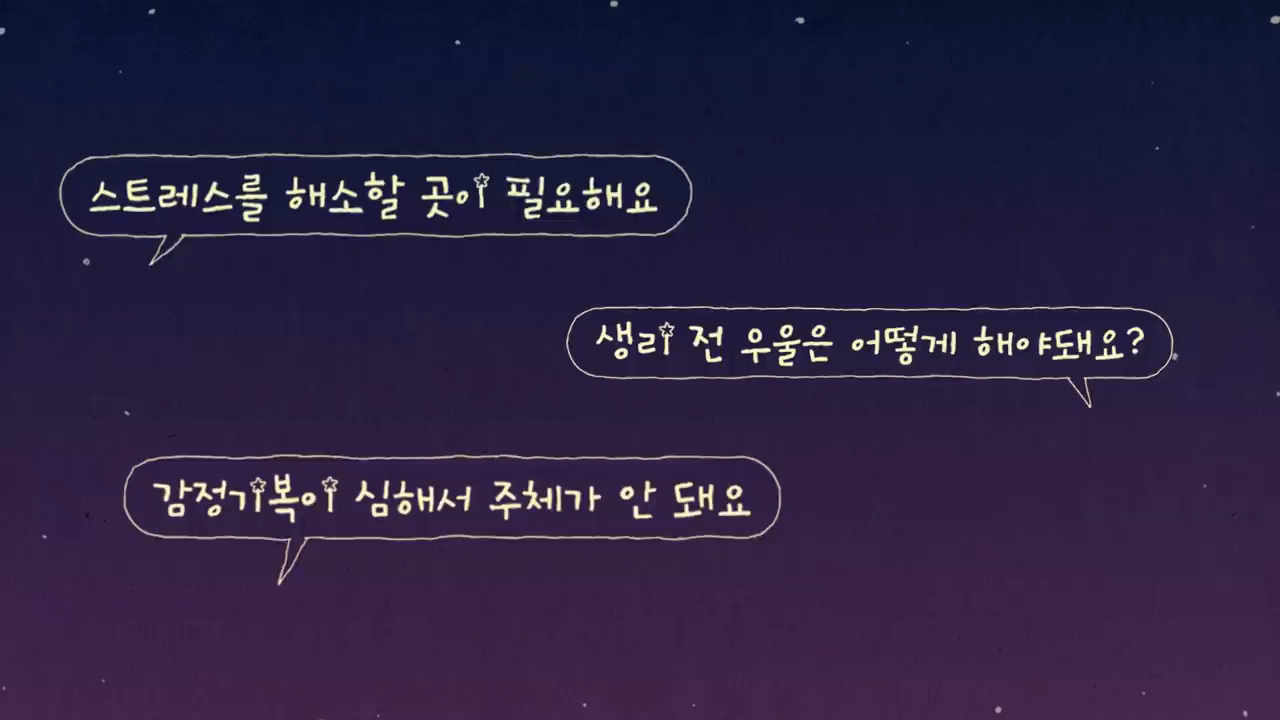 스트레스를 해소할 곳이 필요해요
생리 전 우울은 어떻게 해야돼요?
감정기복이 심해서 주체가 안 돼요